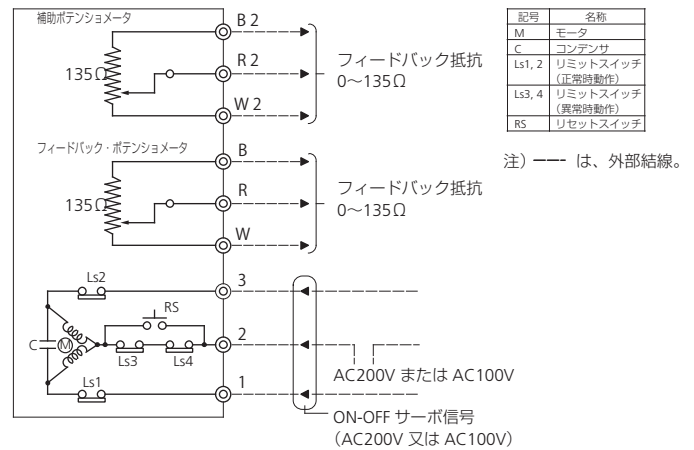 補助ポテンショメータ
135Ω
B 2
R 2
W 2
フィードバック抵抗
0〜135Ω
フィードバック・ポテンショメータ
135Ω
B
R
W
フィードバック抵抗
0〜135Ω
Ls2
3
RS
C
M
Ls3
Ls4
2
Ls1
1
AC200V または AC100V
ON-OFF サーボ信号
（AC200V 又は AC100V）
記号 名称
M モータ
C コンデンサ
Ls1, 2 リミットスイッチ
（正常時動作）
Ls3, 4 リミットスイッチ
（異常時動作）
RS リセットスイッチ
注）---は、外部結線。